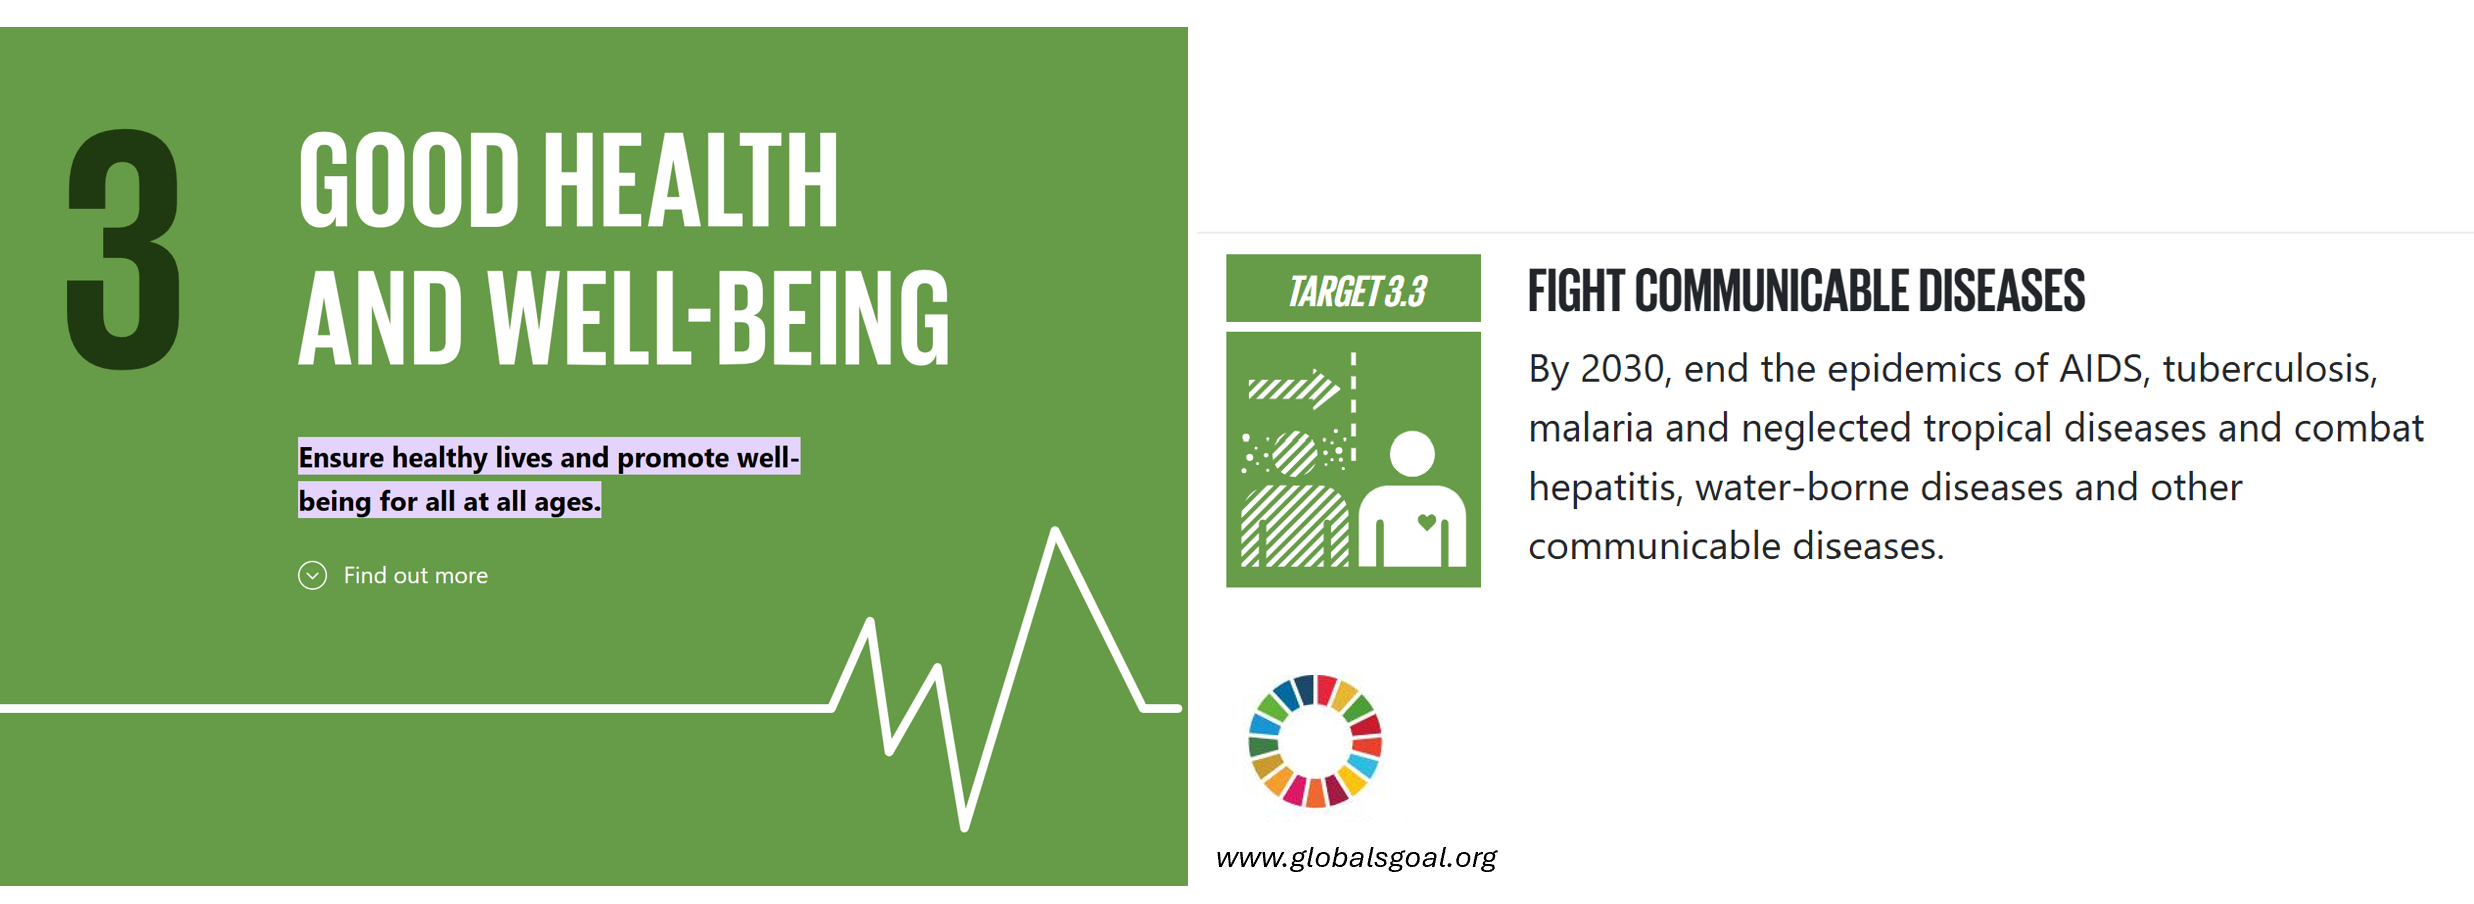 3
GOOD HEALTH
AND WELL-BEING
Ensure healthy lives and promote well-
being for all at all ages.
Find out more
TARGET 3.3
FIGHT COMMUNICABLE DISEASES
By 2030, end the epidemics of AIDS, tuberculosis,
malaria and neglected tropical diseases and combat
hepatitis, water-borne diseases and other
communicable diseases.
www.globalsgoal.org